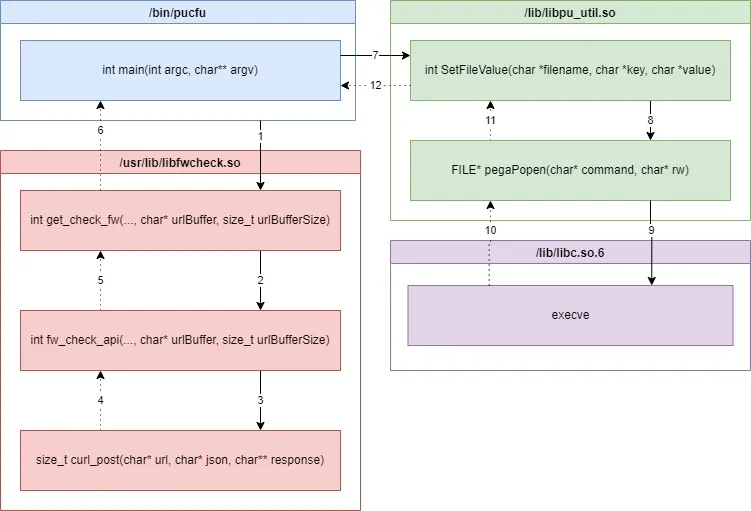 /bin/pucfu
int main(int argc, char** argv)
6
1
/usr/lib/libfwcheck.so
int get_check_fw(..., char* urlBuffer, size_t urlBufferSize)
5
2
int fw_check_api(..., char* urlBuffer, size_t urlBufferSize)
4
3
size_t curl_post(char* url, char* json, char** response)
7
12
/lib/libpu_util.so
int SetFileValue(char *filename, char *key, char *value)
11
8
FILE* pegaPopen(char* command, char* rw)
10
9
/lib/libc.so.6
execve